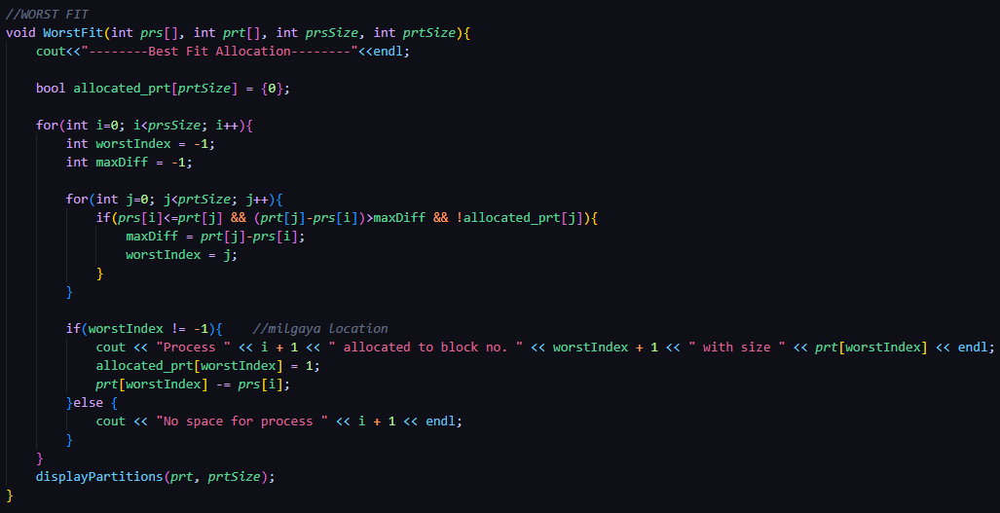 //WORST FIT
void WorstFit(int prs[], int prt[], int prsSize, int prtSize){
    cout<<"--------Best Fit Allocation--------"<<endl;

    bool allocated_prt[prtSize] = {0};

    for(int i=0; i<prsSize; i++){
        int worstIndex = -1;
        int maxDiff = -1;

        for(int j=0; j<prtSize; j++){
            if(prs[i]<=prt[j] && (prt[j]-prs[i])>maxDiff && !allocated_prt[j]){
                maxDiff = prt[j]-prs[i];
                worstIndex = j;
            }
        }

        if(worstIndex != -1){    //milgaya location
            cout << "Process " << i + 1 << " allocated to block no. " << worstIndex + 1 << " with size " << prt[worstIndex] << endl;
            allocated_prt[worstIndex] = 1;
            prt[worstIndex] -= prs[i];
        }else {
            cout << "No space for process " << i + 1 << endl;
        }
    }
    displayPartitions(prt, prtSize);
}